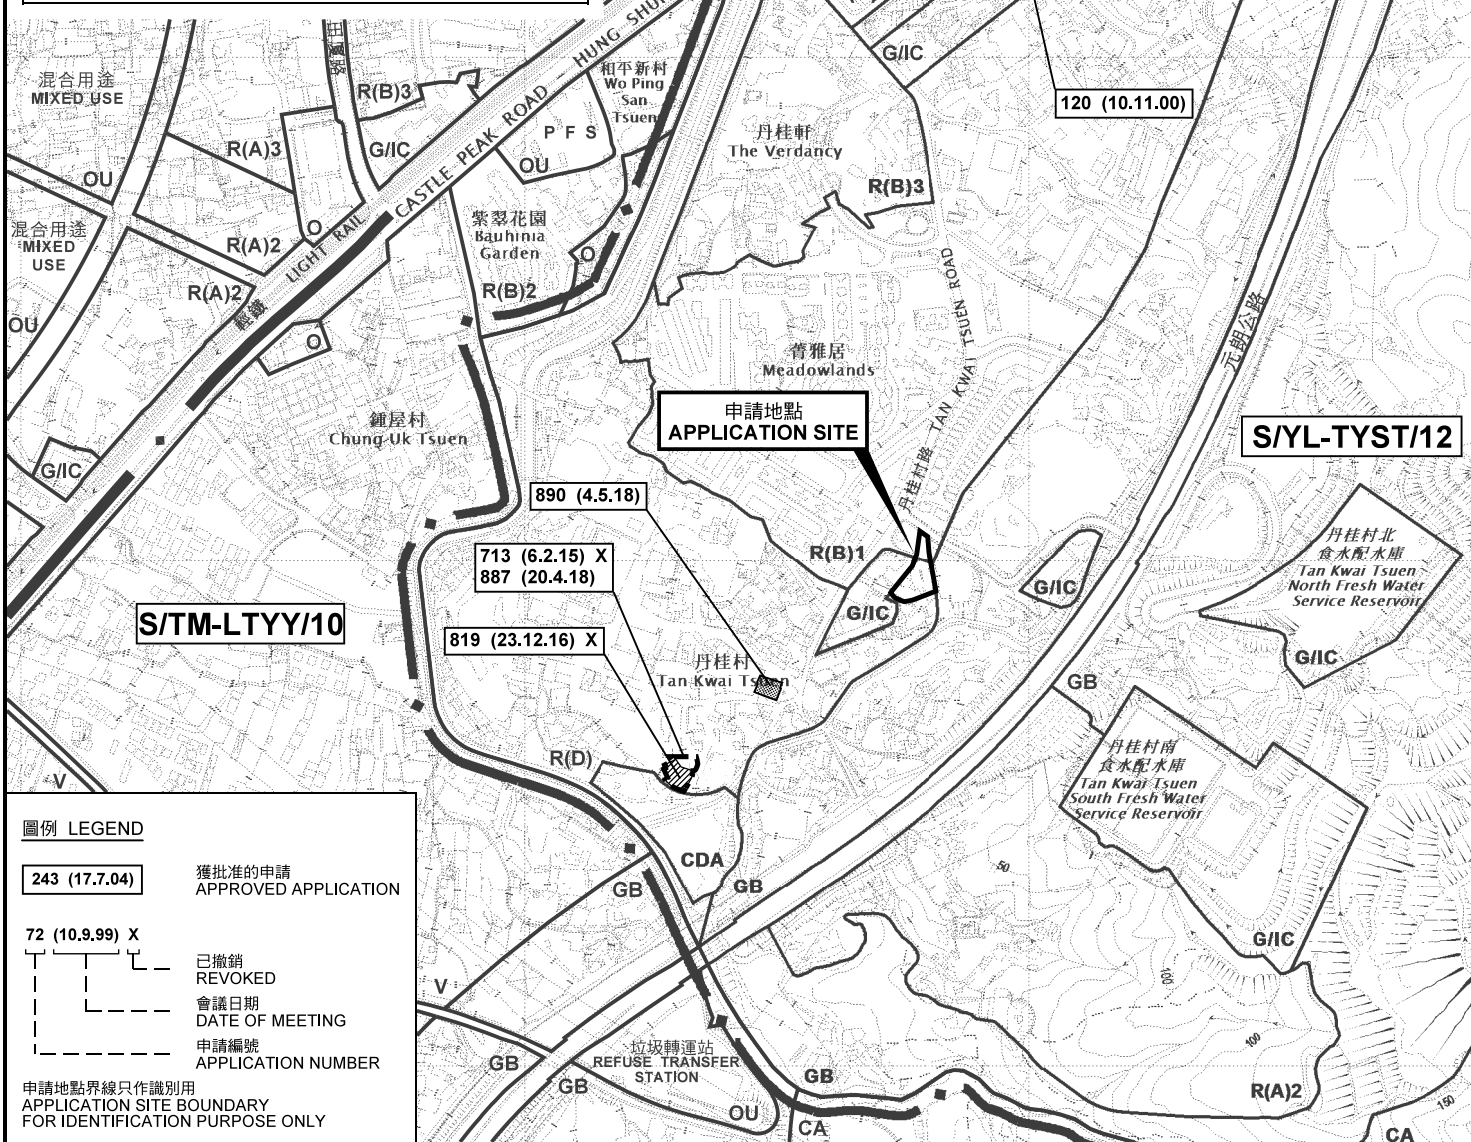 混合用途
MIXED USE
R(B)3
CASTLE PEAK ROAD - HUNG SHUI
和平新村
Wo Ping
San
Tsuen
G/IC
120 (10.11.00)
P F S
OU
R(A)3
G/IC
丹桂軒
The Verdancy
R(B)3
OU
混合用途
MIXED
USE
R(A)2
O
紫翠花園
Bauhinia
Garden
O
R(B)2
輕鐵 LIGHT RAIL
R(A)2
OU
O
元朗公路
菁雅居
Meadowlands
丹桂村路 TAN KWAI TSUEN ROAD
申請地點
APPLICATION SITE
S/YL-TYST/12
鍾屋村
Chung Uk Tsuen
G/IC
890 (4.5.18)
713 (6.2.15) X
887 (20.4.18)
R(B)1
G/IC
G/IC
丹桂村北
食水配水庫
Tan Kwai Tsuen
North Fresh Water
Service Reservoir
G/IC
S/TM-LTYY/10
819 (23.12.16) X
丹桂村
Tan Kwai Tsuen
GB
丹桂村南
食水配水庫
Tan Kwai Tsuen
South Fresh Water
Service Reservoir
R(D)
V
CDA
GB
GB
50
G/IC
100
100
150
V
GB
GB
垃圾轉運站
REFUSE TRANSFER
STATION
GB
OU
CA
R(A)2
CA
圖例 LEGEND
243 (17.7.04)
獲批准的申請
APPROVED APPLICATION
72 (10.9.99) X
已撤銷
REVOKED
會議日期
DATE OF MEETING
申請編號
APPLICATION NUMBER
申請地點界線只作識別用
APPLICATION SITE BOUNDARY
FOR IDENTIFICATION PURPOSE ONLY